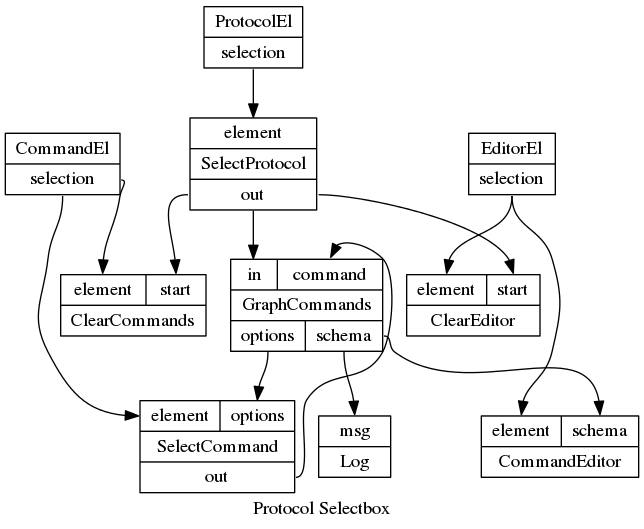 ProtocolEl
selection
element
SelectProtocol
out
CommandEl
selection
EditorEl
selection
element start
ClearCommands
in command
GraphCommands
options schema
element start
ClearEditor
element options
SelectCommand
out
msg
Log
element schema
CommandEditor
Protocol Selectbox